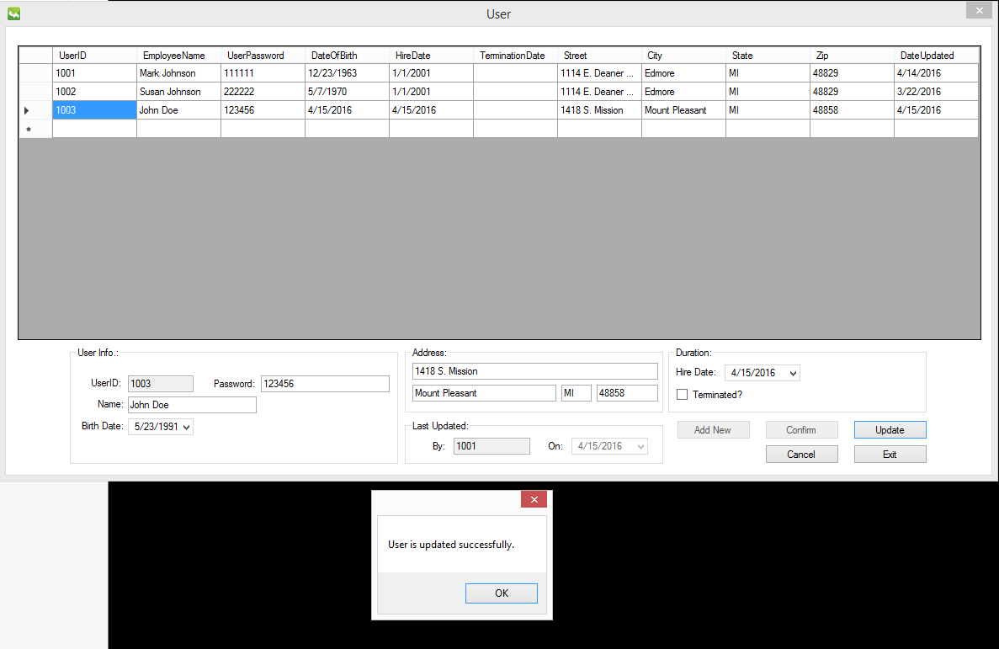 User
UserID EmployeeName UserPassword DateOfBirth HireDate TerminationDate Street City State Zip DateUpdated
1001 Mark Johnson 111111 12/23/1963 1/1/2001 1114 E. Deaner ... Edmore MI 48829 4/14/2016
1002 Susan Johnson 222222 5/7/1970 1/1/2001 1114 E. Deaner ... Edmore MI 48829 3/22/2016
1003 John Doe 123456 4/15/2016 4/15/2016 1418 S. Mission Mount Pleasant MI 48858 4/15/2016
User Info.:
UserID: 1003 Password: 123456
Name: John Doe
Birth Date: 5/23/1991
Address:
1418 S. Mission
Mount Pleasant MI 48858
Last Updated:
By: 1001 On: 4/15/2016
Duration:
Hire Date: 4/15/2016
Terminated?
Add New Confirm Update
Cancel Exit
User is updated successfully.
OK